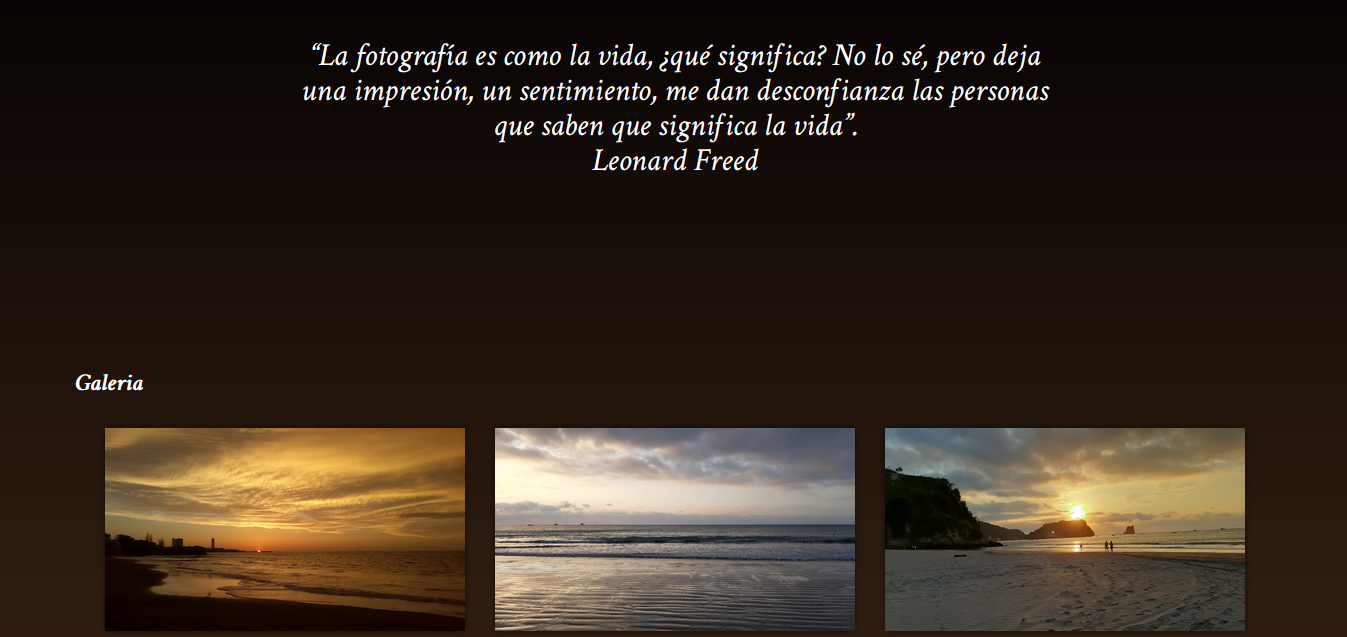 “La fotografía es como la vida, ¿qué significa? No lo sé, pero deja
una impresión, un sentimiento, me dan desconfianza las personas
que saben que significa la vida”.
Leonard Freed
Galeria